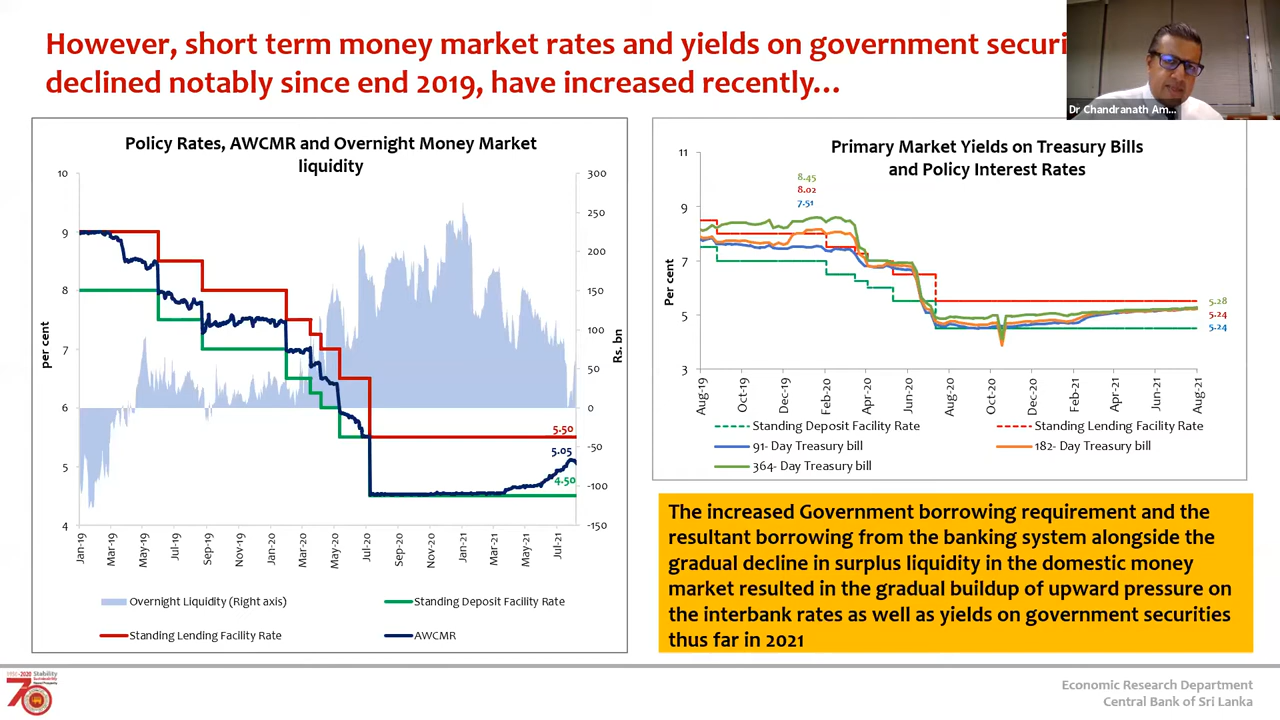 However, short term money market rates and yields on government securi
declined notably since end 2019, have increased recently…
Dr Chandranath Am...
Policy Rates, AWCMR and Overnight Money Market
liquidity
10
9
8
7
6
5
4
per cent
300
250
200
150
100
50
0
-50
-100
-150
Rs. bn
5.50
5.05
4.50
Jan-19
Mar-19
May-19
Jul-19
Sep-19
Nov-19
Jan-20
Mar-20
May-20
Jul-20
Sep-20
Nov-20
Jan-21
Mar-21
May-21
Jul-21
Overnight Liquidity (Right axis)
Standing Deposit Facility Rate
Standing Lending Facility Rate
AWCMR
Primary Market Yields on Treasury Bills
and Policy Interest Rates
11
9
7
5
3
Per cent
8.45
8.02
7.51
5.28
5.24
5.24
Aug-19
Oct-19
Dec-19
Feb-20
Apr-20
Jun-20
Aug-20
Oct-20
Dec-20
Feb-21
Apr-21
Jun-21
Aug-21
Standing Deposit Facility Rate
Standing Lending Facility Rate
91- Day Treasury bill
182- Day Treasury bill
364- Day Treasury bill
The increased Government borrowing requirement and the
resultant borrowing from the banking system alongside the
gradual decline in surplus liquidity in the domestic money
market resulted in the gradual buildup of upward pressure on
the interbank rates as well as yields on government securities
thus far in 2021
70
Stability
Economic Research Department
Central Bank of Sri Lanka